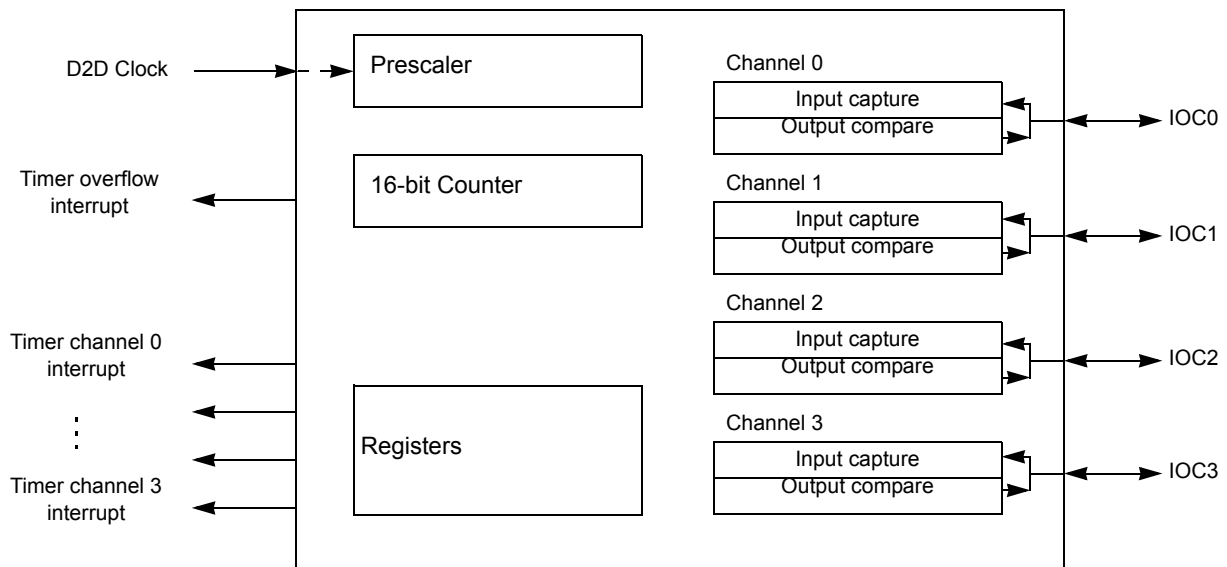 D2D Clock
Prescaler
Timer overflow
interrupt
16-bit Counter
Timer channel 0
interrupt
Registers
Timer channel 3
interrupt
Channel 0
Input capture
Output compare
IOC0
Channel 1
Input capture
Output compare
IOC1
Channel 2
Input capture
Output compare
IOC2
Channel 3
Input capture
Output compare
IOC3